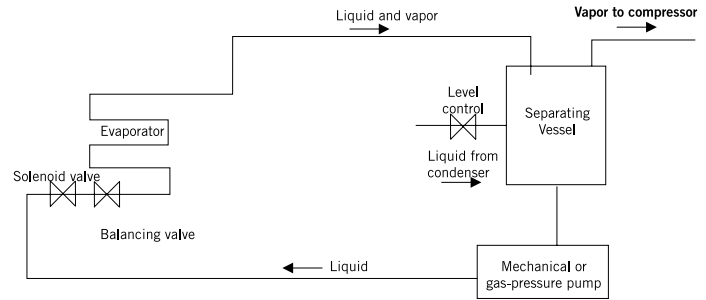 Liquid and vapor
Vapor to compressor
Level
control
Separating
Vessel
Evaporator
Liquid from
condenser
Solenoid valve
Balancing valve
Liquid
Mechanical or
gas-pressure pump